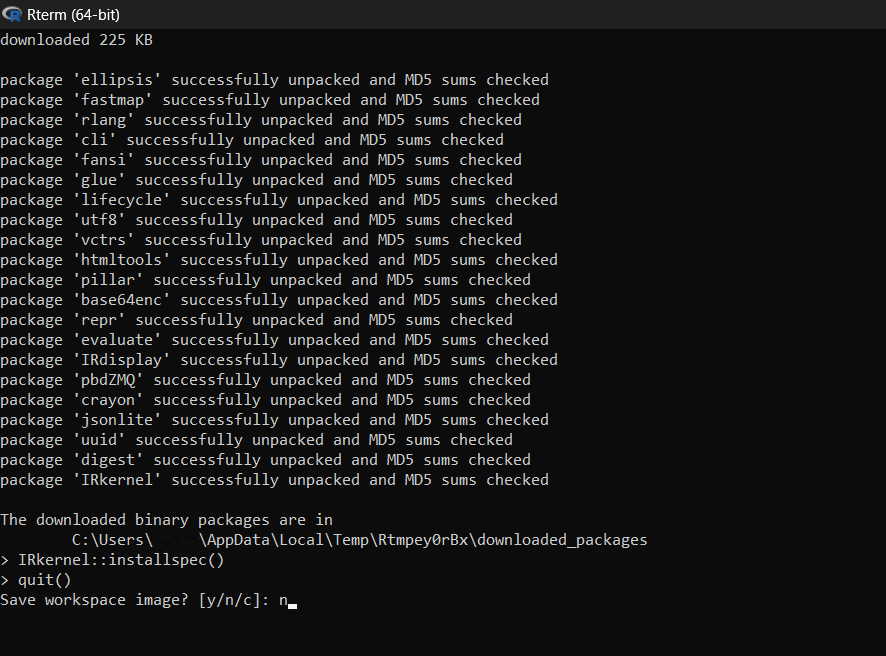 Rterm (64-bit)
downloaded 225 KB
package 'ellipsis' successfully unpacked and MD5 sums checked
package 'fastmap' successfully unpacked and MD5 sums checked
package 'rlang' successfully unpacked and MD5 sums checked
package 'cli' successfully unpacked and MD5 sums checked
package 'fansi' successfully unpacked and MD5 sums checked
package 'glue' successfully unpacked and MD5 sums checked
package 'lifecycle' successfully unpacked and MD5 sums checked
package 'utf8' successfully unpacked and MD5 sums checked
package 'vctrs' successfully unpacked and MD5 sums checked
package 'htmltools' successfully unpacked and MD5 sums checked
package 'pillar' successfully unpacked and MD5 sums checked
package 'base64enc' successfully unpacked and MD5 sums checked
package 'repr' successfully unpacked and MD5 sums checked
package 'evaluate' successfully unpacked and MD5 sums checked
package 'IRdisplay' successfully unpacked and MD5 sums checked
package 'pbdZMQ' successfully unpacked and MD5 sums checked
package 'crayon' successfully unpacked and MD5 sums checked
package 'jsonlite' successfully unpacked and MD5 sums checked
package 'uuid' successfully unpacked and MD5 sums checked
package 'digest' successfully unpacked and MD5 sums checked
package 'IRkernel' successfully unpacked and MD5 sums checked
The downloaded binary packages are in
C:\Users\ \AppData\Local\Temp\Rtmpey0rBx\downloaded_packages
> IRkernel::installspec()
> quit()
Save workspace image? [y/n/c]: n